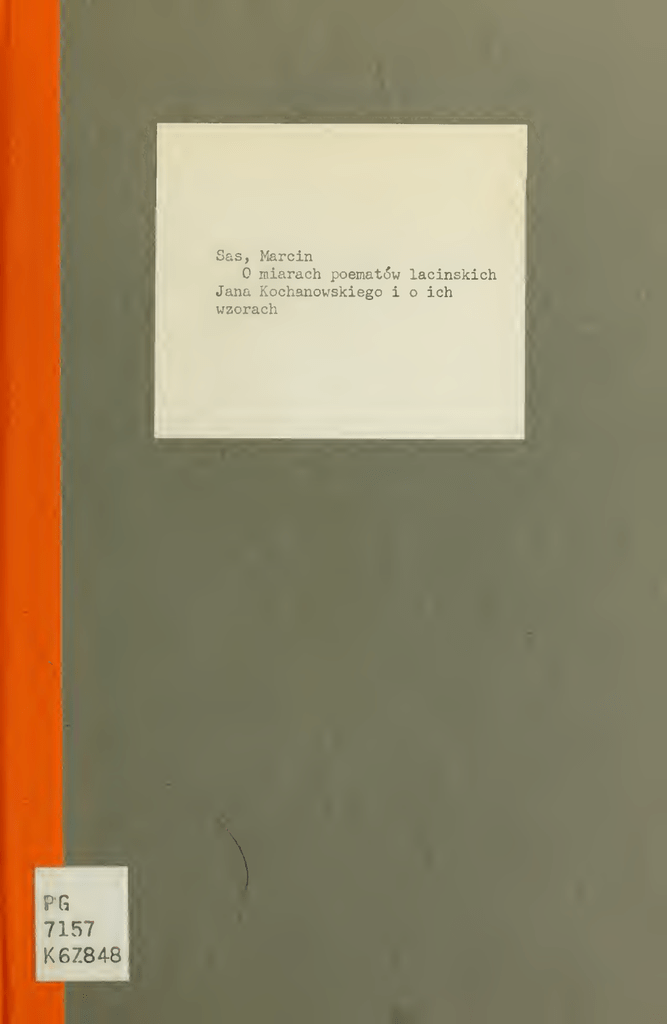 Sas, Marcin
O miarach poematów lacinskich
Jana Kochanowskiego i o ich
wzorach
PG
7157
K6Z848